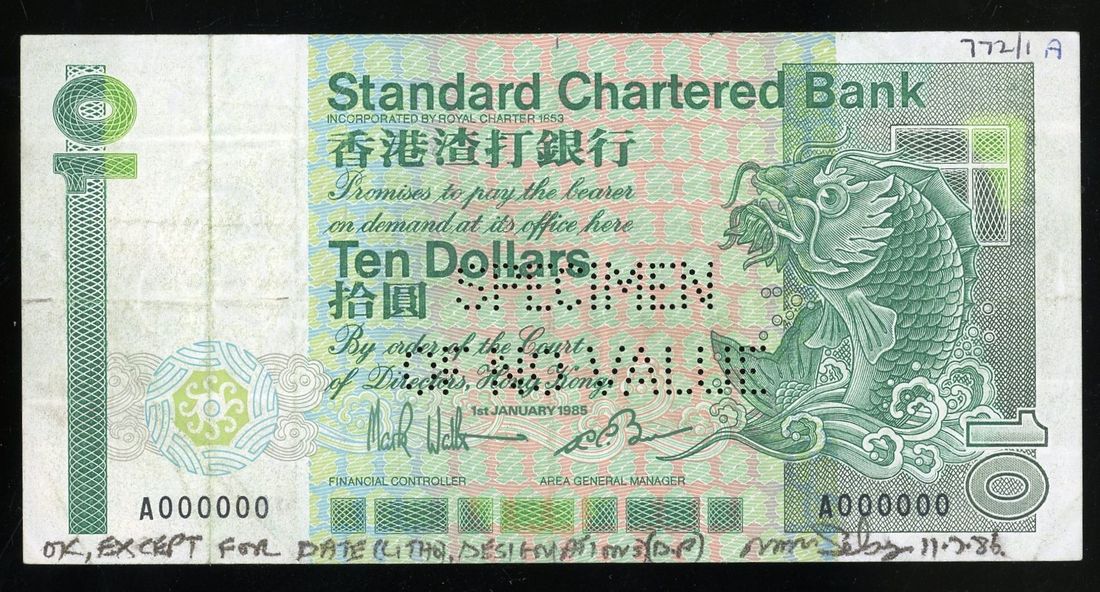 772/1 A
10
Standard Chartered Bank
INCORPORATED BY ROYAL CHARTER 1853
香港渣打銀行
Promises to pay the bearer
on demand at its office here
Ten Dollars
SPECIMEN
拾圓
By order of the Court
OF NO VALUE
of Directors, Hong Kong.
1st JANUARY 1985
FINANCIAL CONTROLLER AREA GENERAL MANAGER
A000000 A000000
10
OK, EXCEPT FOR DATE (LITHO), DESIGNATIONS (D.P) 11.7.86